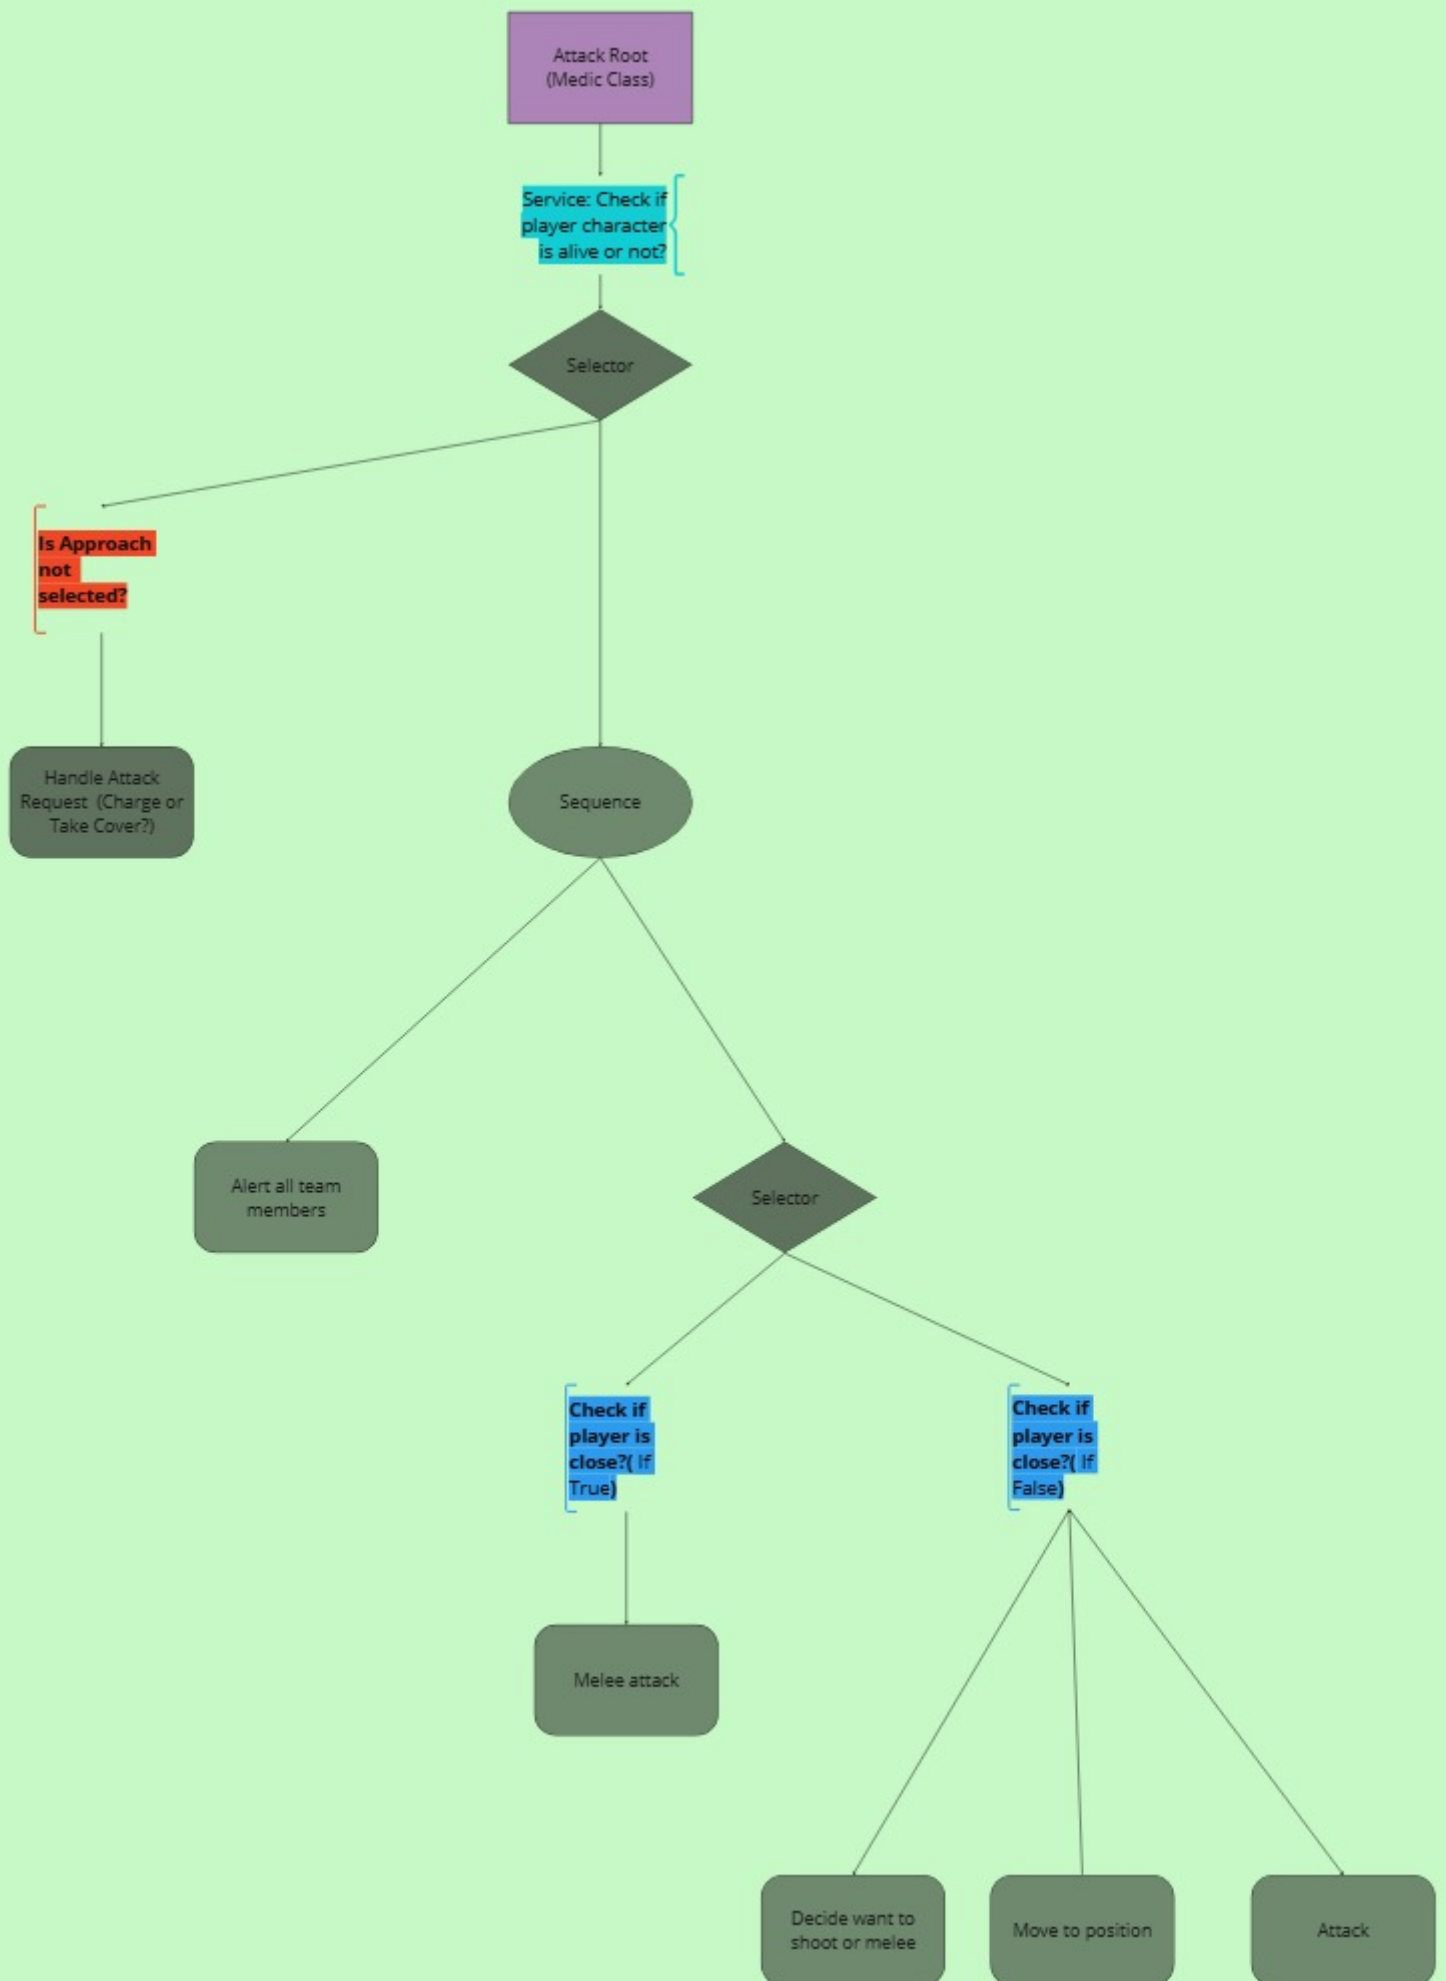 Attack Root
(Medic Class)
Service: Check if
player character
is alive or not?
Selector
Is Approach
not
selected?
Handle Attack
Request (Charge or
Take Cover?)
Sequence
Alert all team
members
Selector
Check if
player is
close?( If
True)
Check if
player is
close?( If
False)
Melee attack
Decide want to
shoot or melee
Move to position
Attack